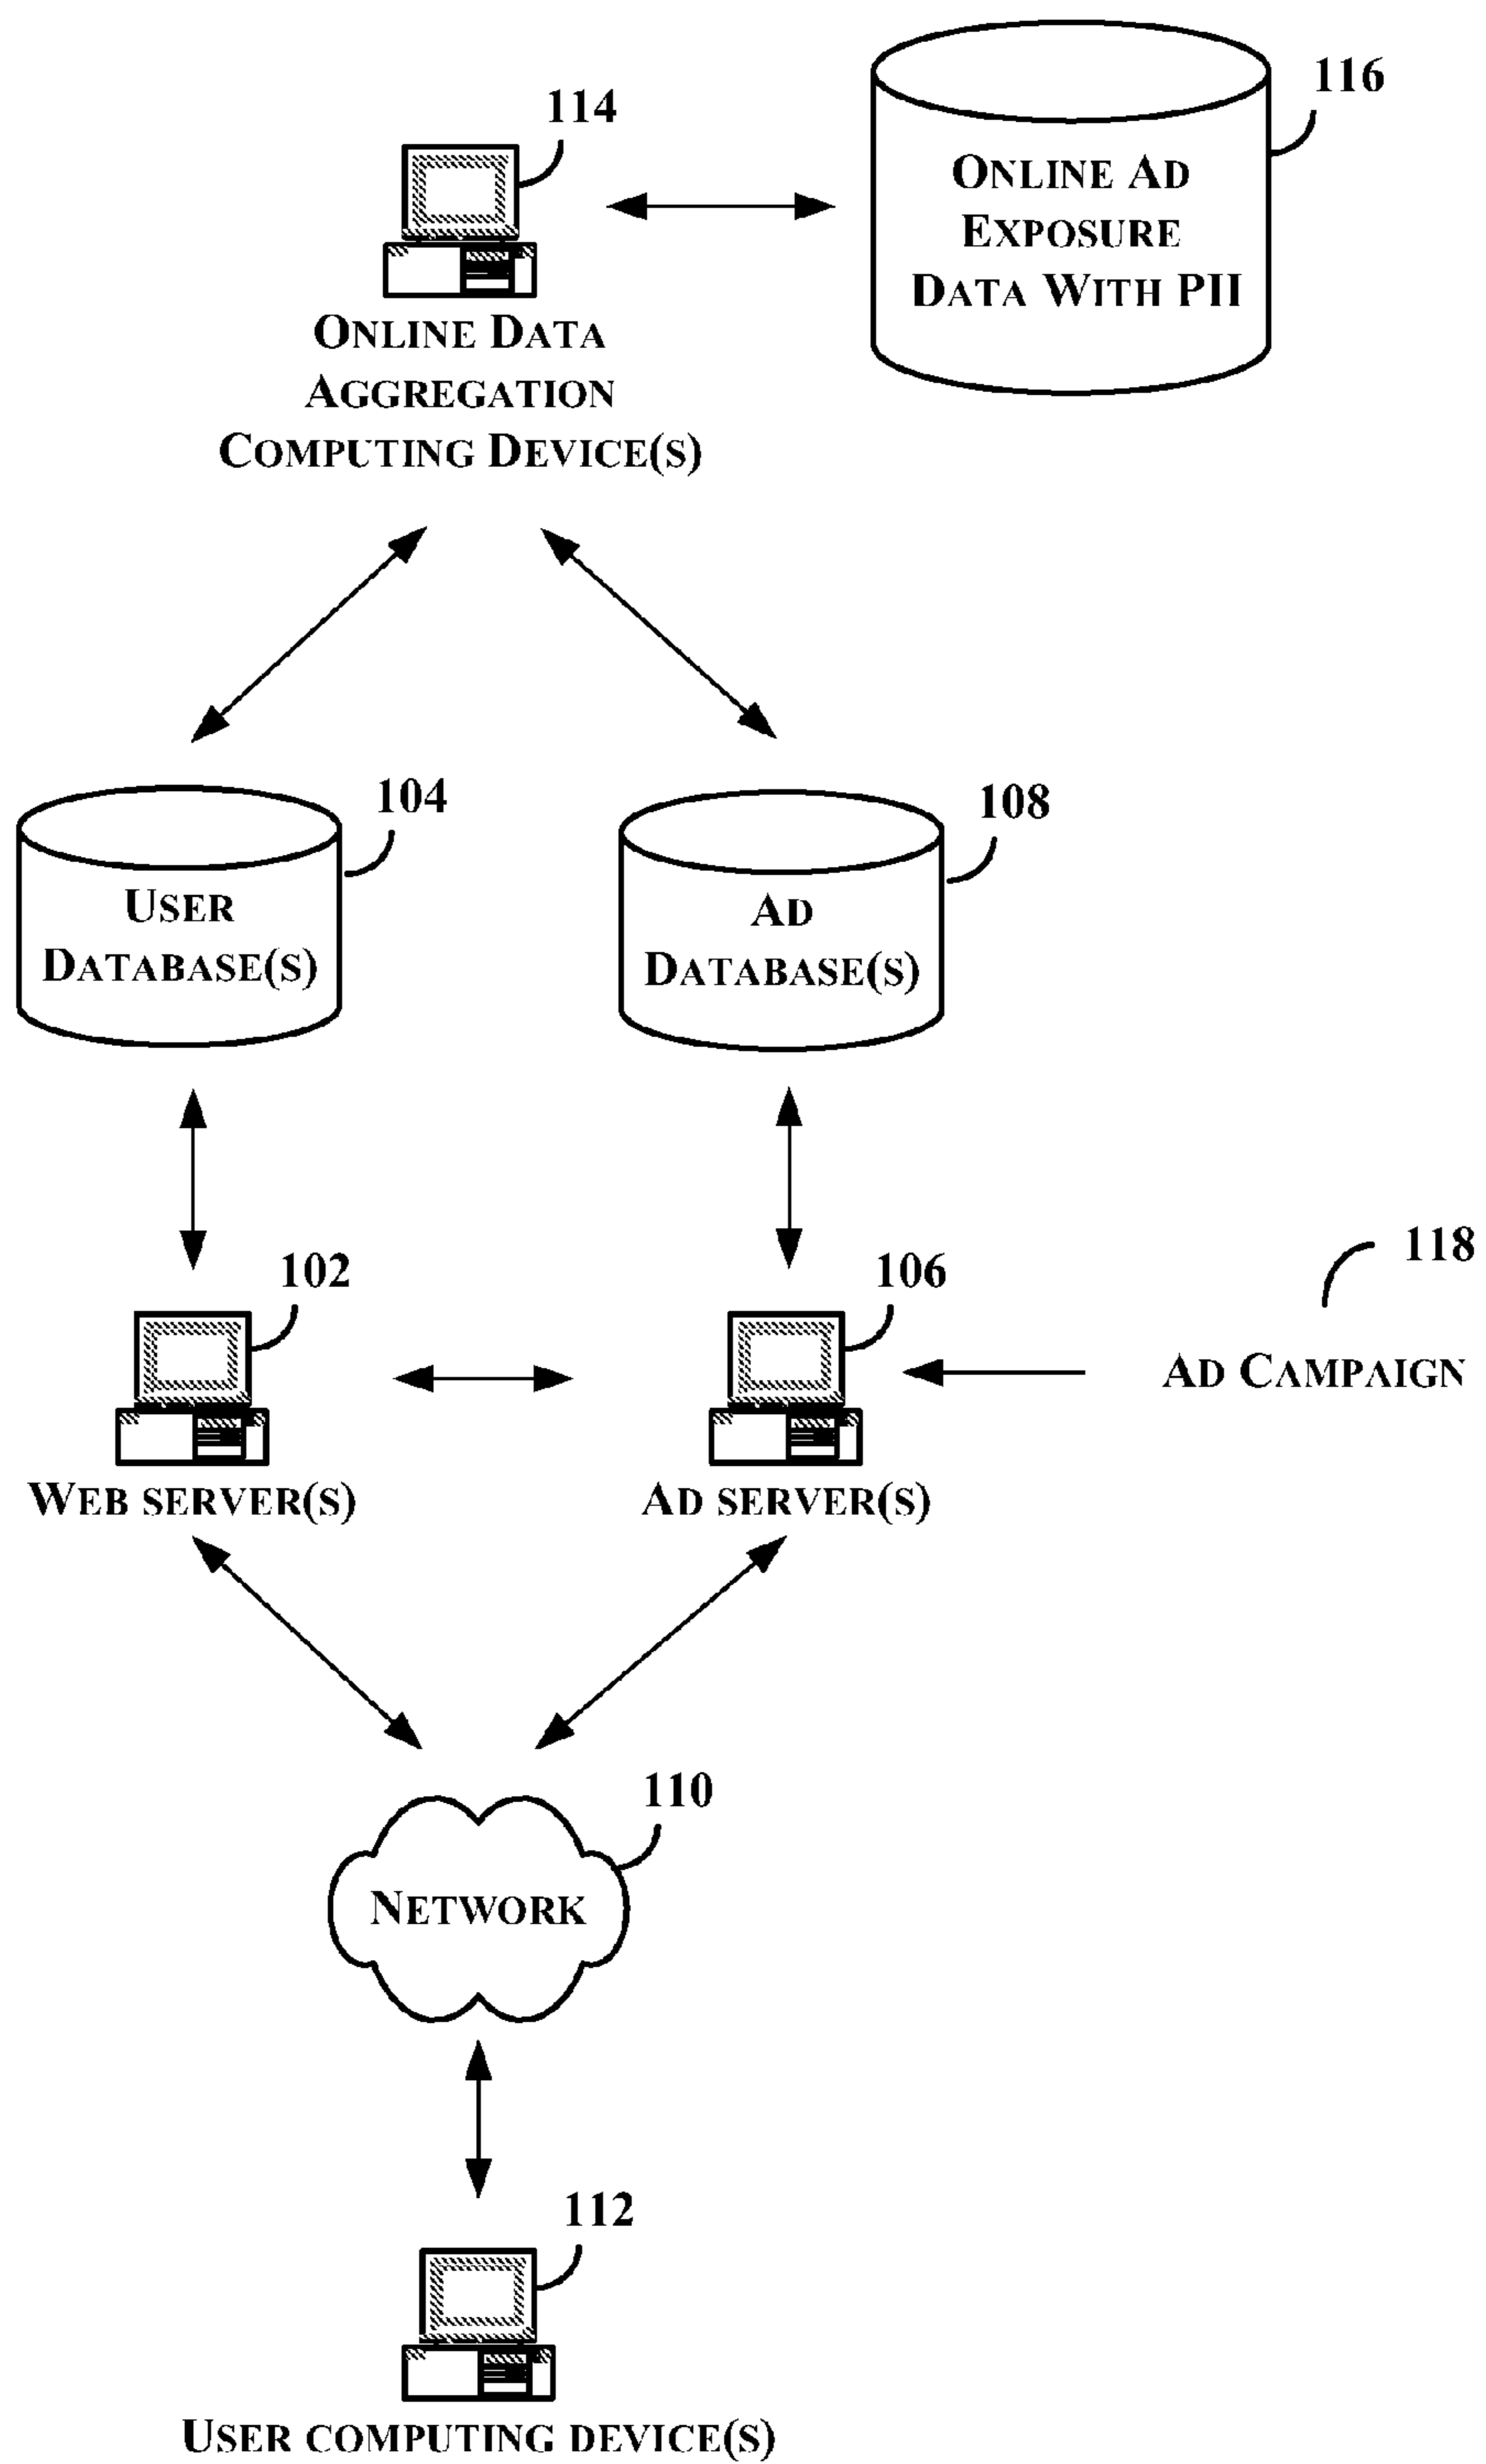 114
116
ONLINE AD
EXPOSURE
DATA WITH PII
ONLINE DATA
AGGREGATION
COMPUTING DEVICE(S)
104
108
USER
DATABASE(S)
AD
DATABASE(S)
102
106
118
AD CAMPAIGN
WEB SERVER(S)
AD SERVER(S)
110
NETWORK
112
USER COMPUTING DEVICE(S)